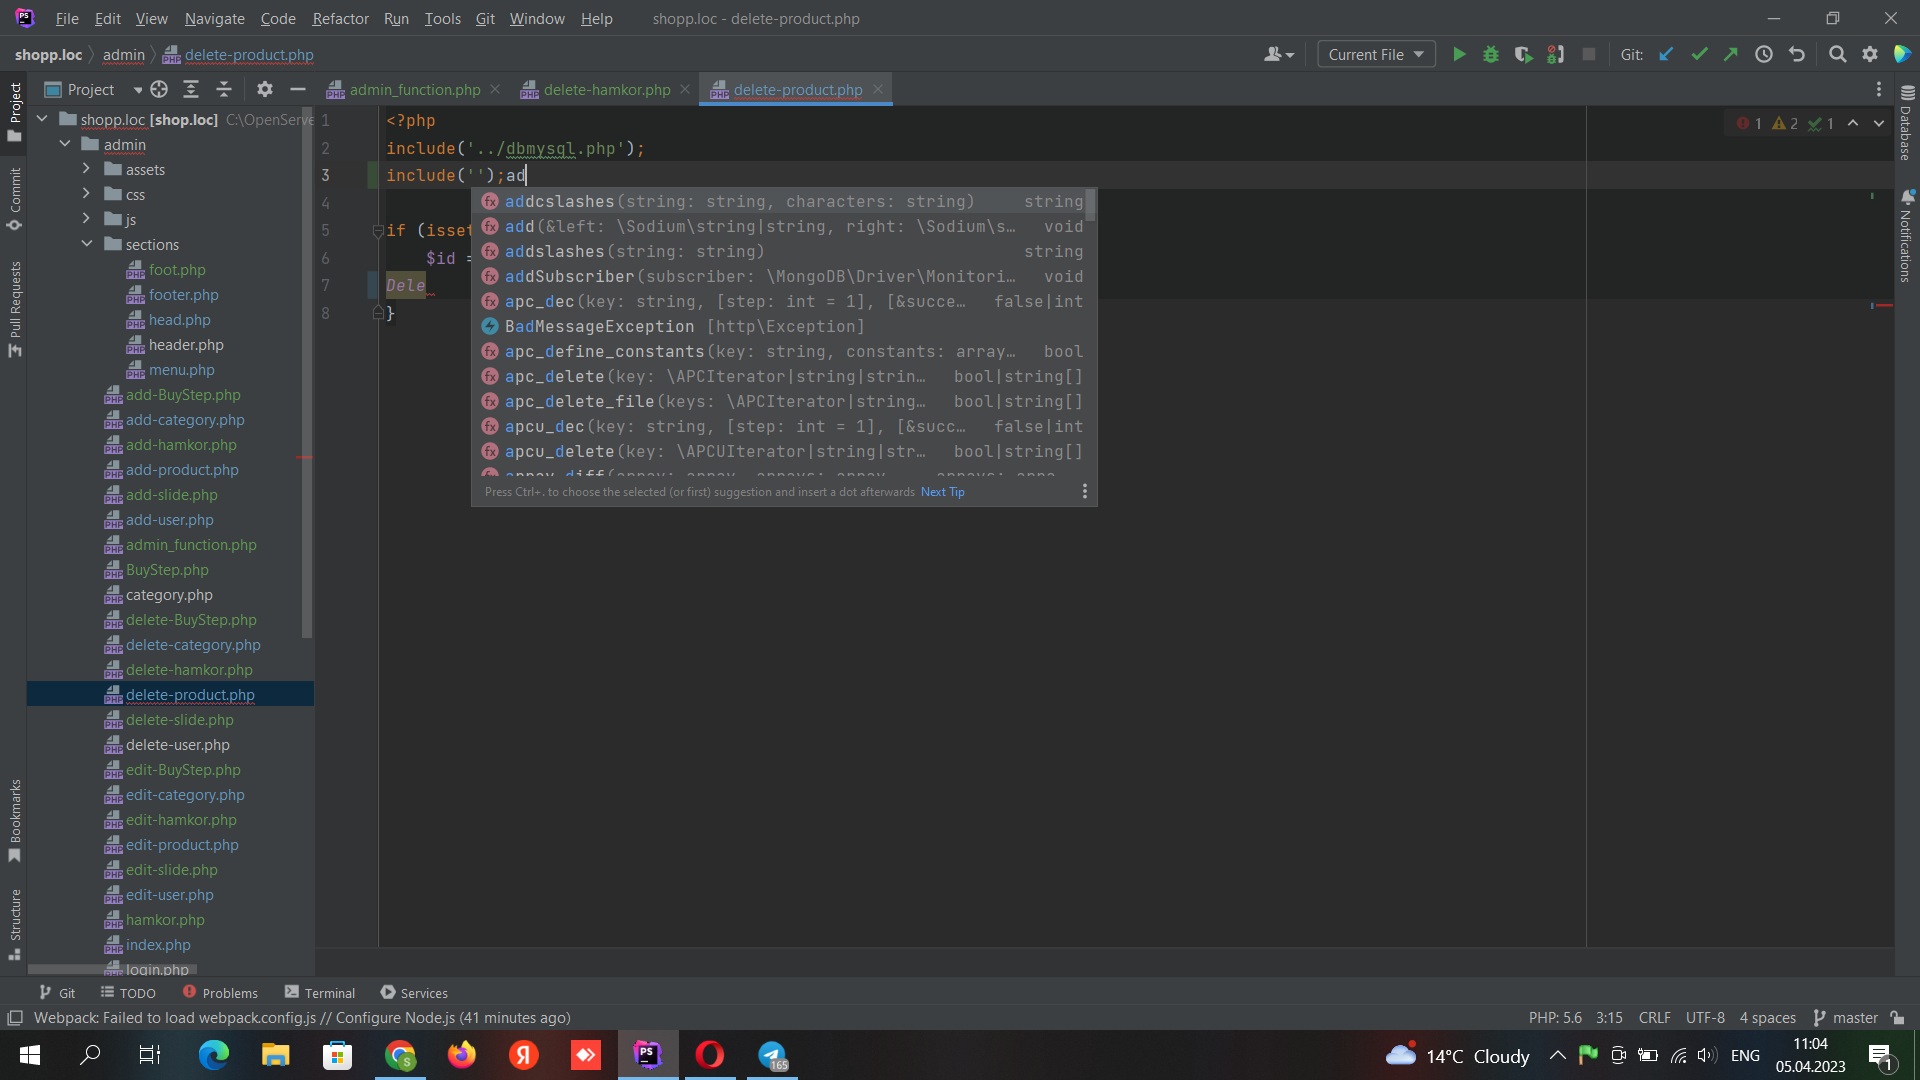 PS File Edit View Navigate Code Refactor Run Tools Git Window Help shopp.loc - delete-product.php
shopp.loc admin delete-product.php Current File Git:
Project admin_function.php delete-hamkor.php delete-product.php
Project
Commit
Pull Requests
Bookmarks
Structure
shopp.loc [shop.loc] C:\OpenServe
admin
assets
css
js
sections
foot.php
footer.php
head.php
header.php
menu.php
add-BuyStep.php
add-category.php
add-hamkor.php
add-product.php
add-slide.php
add-user.php
admin_function.php
BuyStep.php
category.php
delete-BuyStep.php
delete-category.php
delete-hamkor.php
delete-product.php
delete-slide.php
delete-user.php
edit-BuyStep.php
edit-category.php
edit-hamkor.php
edit-product.php
edit-slide.php
edit-user.php
hamkor.php
index.php
login.php
1 <?php
2 include('../dbmysql.php');
3 include('');ad
4
5 if (isset
6 $id =
7 Dele
8 }
1 2 1
addcslashes(string: string, characters: string) string
add(&left: \Sodium\string|string, right: \Sodium\s… void
addslashes(string: string) string
addSubscriber(subscriber: \MongoDB\Driver\Monitori… void
apc_dec(key: string, [step: int = 1], [&succe… false|int
BadMessageException [http\Exception]
apc_define_constants(key: string, constants: array… bool
apc_delete(key: \APCIterator|string|strin… bool|string[]
apc_delete_file(keys: \APCIterator|string… bool|string[]
apcu_dec(key: string, [step: int = 1], [&succ… false|int
apcu_delete(key: \APCUIterator|string|str… bool|string[]
Press Ctrl+. to choose the selected (or first) suggestion and insert a dot afterwards Next Tip
Database
Notifications
Git TODO Problems Terminal Services
Webpack: Failed to load webpack.config.js // Configure Node.js (41 minutes ago) PHP: 5.6 3:15 CRLF UTF-8 4 spaces master
S Я PS 165 14°C Cloudy ENG 11:04
05.04.2023 1